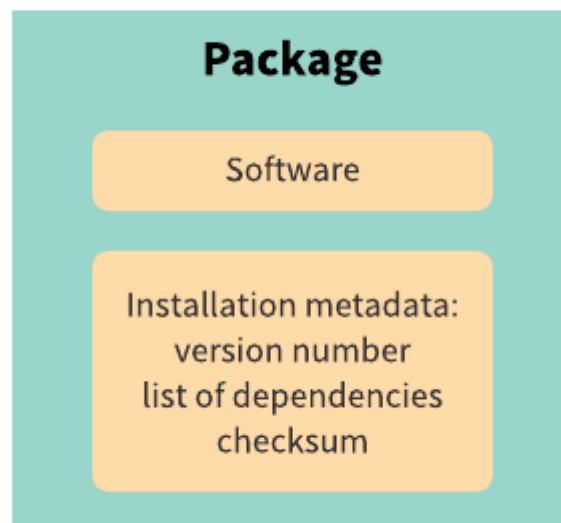 Package
Software
Installation metadata:
version number
list of dependencies
checksum